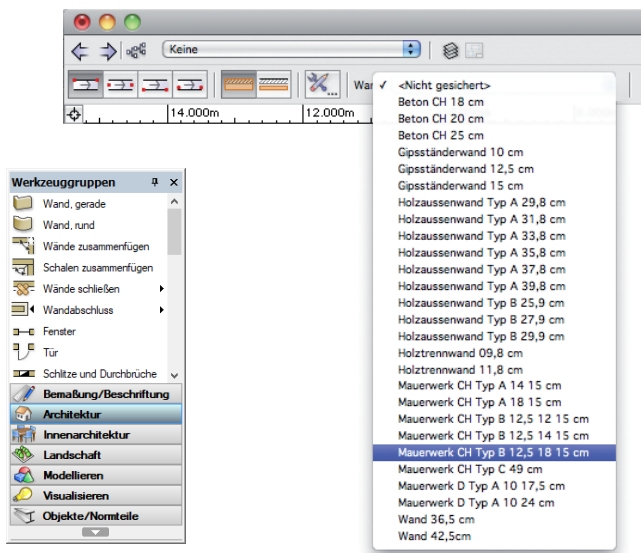 Keine
Wan
14.000m
12.000m
<Nicht gesichert>
Beton CH 18 cm
Beton CH 20 cm
Beton CH 25 cm
Gipsständerwand 10 cm
Gipsständerwand 12,5 cm
Gipsständerwand 15 cm
Holzaussenwand Typ A 29,8 cm
Holzaussenwand Typ A 31,8 cm
Holzaussenwand Typ A 33,8 cm
Holzaussenwand Typ A 35,8 cm
Holzaussenwand Typ A 37,8 cm
Holzaussenwand Typ A 39,8 cm
Holzaussenwand Typ B 25,9 cm
Holzaussenwand Typ B 27,9 cm
Holzaussenwand Typ B 29,9 cm
Holztrennwand 09,8 cm
Holztrennwand 11,8 cm
Mauerwerk CH Typ A 14 15 cm
Mauerwerk CH Typ A 18 15 cm
Mauerwerk CH Typ B 12,5 12 15 cm
Mauerwerk CH Typ B 12,5 14 15 cm
Mauerwerk CH Typ B 12,5 18 15 cm
Mauerwerk CH Typ C 49 cm
Mauerwerk D Typ A 10 17,5 cm
Mauerwerk D Typ A 10 24 cm
Wand 36,5 cm
Wand 42,5cm
Werkzeuggruppen
Wand, gerade
Wand, rund
Wände zusammenfügen
Schalen zusammenfügen
Wände schließen
Wandabschluss
Fenster
Tür
Schlitze und Durchbrüche
Bemaßung/Beschriftung
Architektur
Innenarchitektur
Landschaft
Modellieren
Visualisieren
Objekte/Normteile